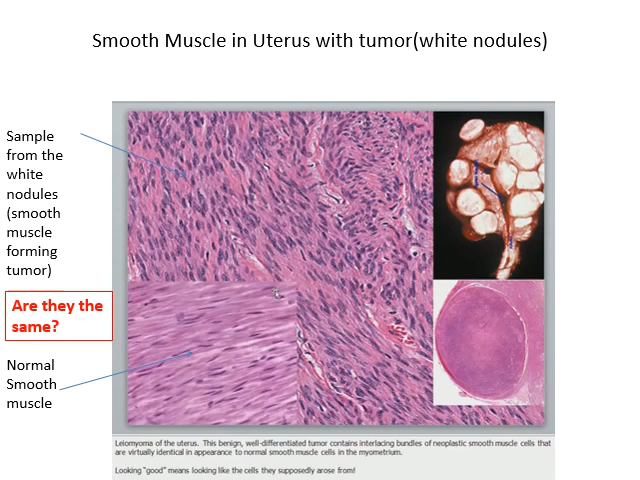 Smooth Muscle in Uterus with tumor(white nodules)
Sample
from the
white
nodules
(smooth
muscle
forming
tumor)
Are they the
same?
Normal
Smooth
muscle
Leiomyoma of the uterus. This benign, well-differentiated tumor contains interlacing bundles of neoplastic smooth muscle cells that
are virtually identical in appearance to normal smooth muscle cells in the myometrium.
Looking "good" means looking like the cells they supposedly arose from!